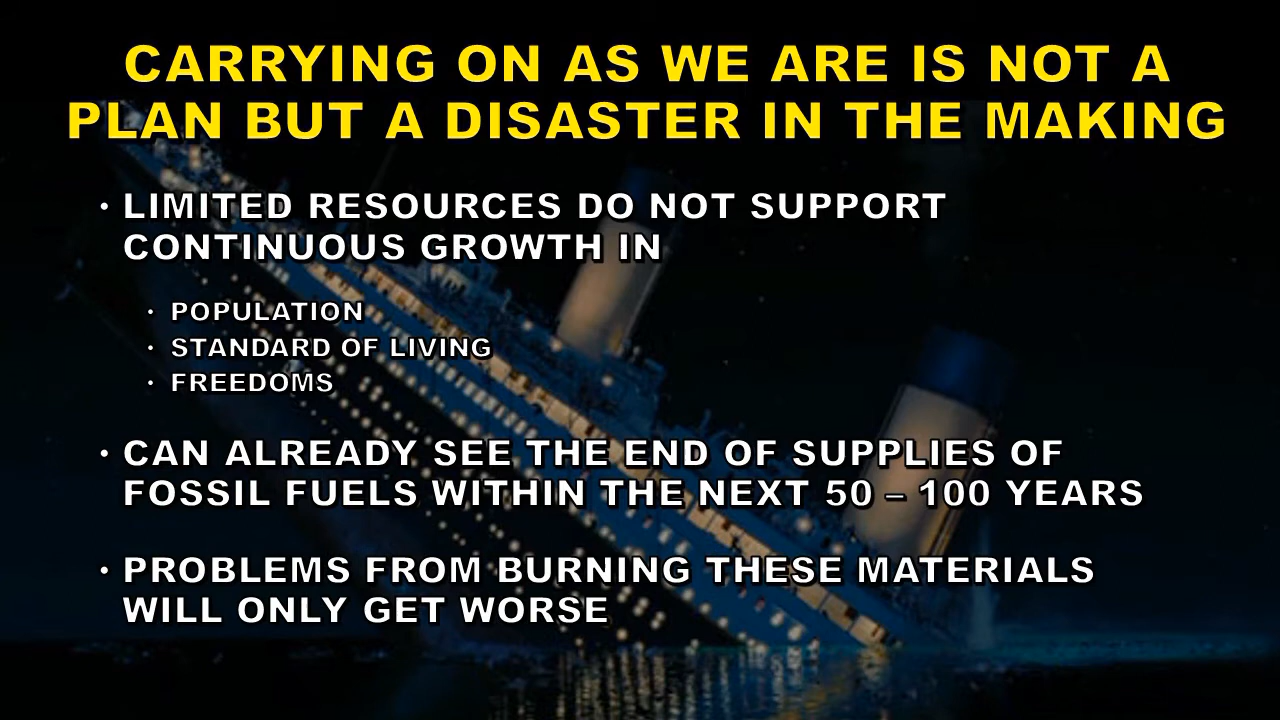 CARRYING ON AS WE ARE IS NOT A
PLAN BUT A DISASTER IN THE MAKING
• LIMITED RESOURCES DO NOT SUPPORT
CONTINUOUS GROWTH IN
• POPULATION
• STANDARD OF LIVING
• FREEDOMS
• CAN ALREADY SEE THE END OF SUPPLIES OF
FOSSIL FUELS WITHIN THE NEXT 50 – 100 YEARS
• PROBLEMS FROM BURNING THESE MATERIALS
WILL ONLY GET WORSE